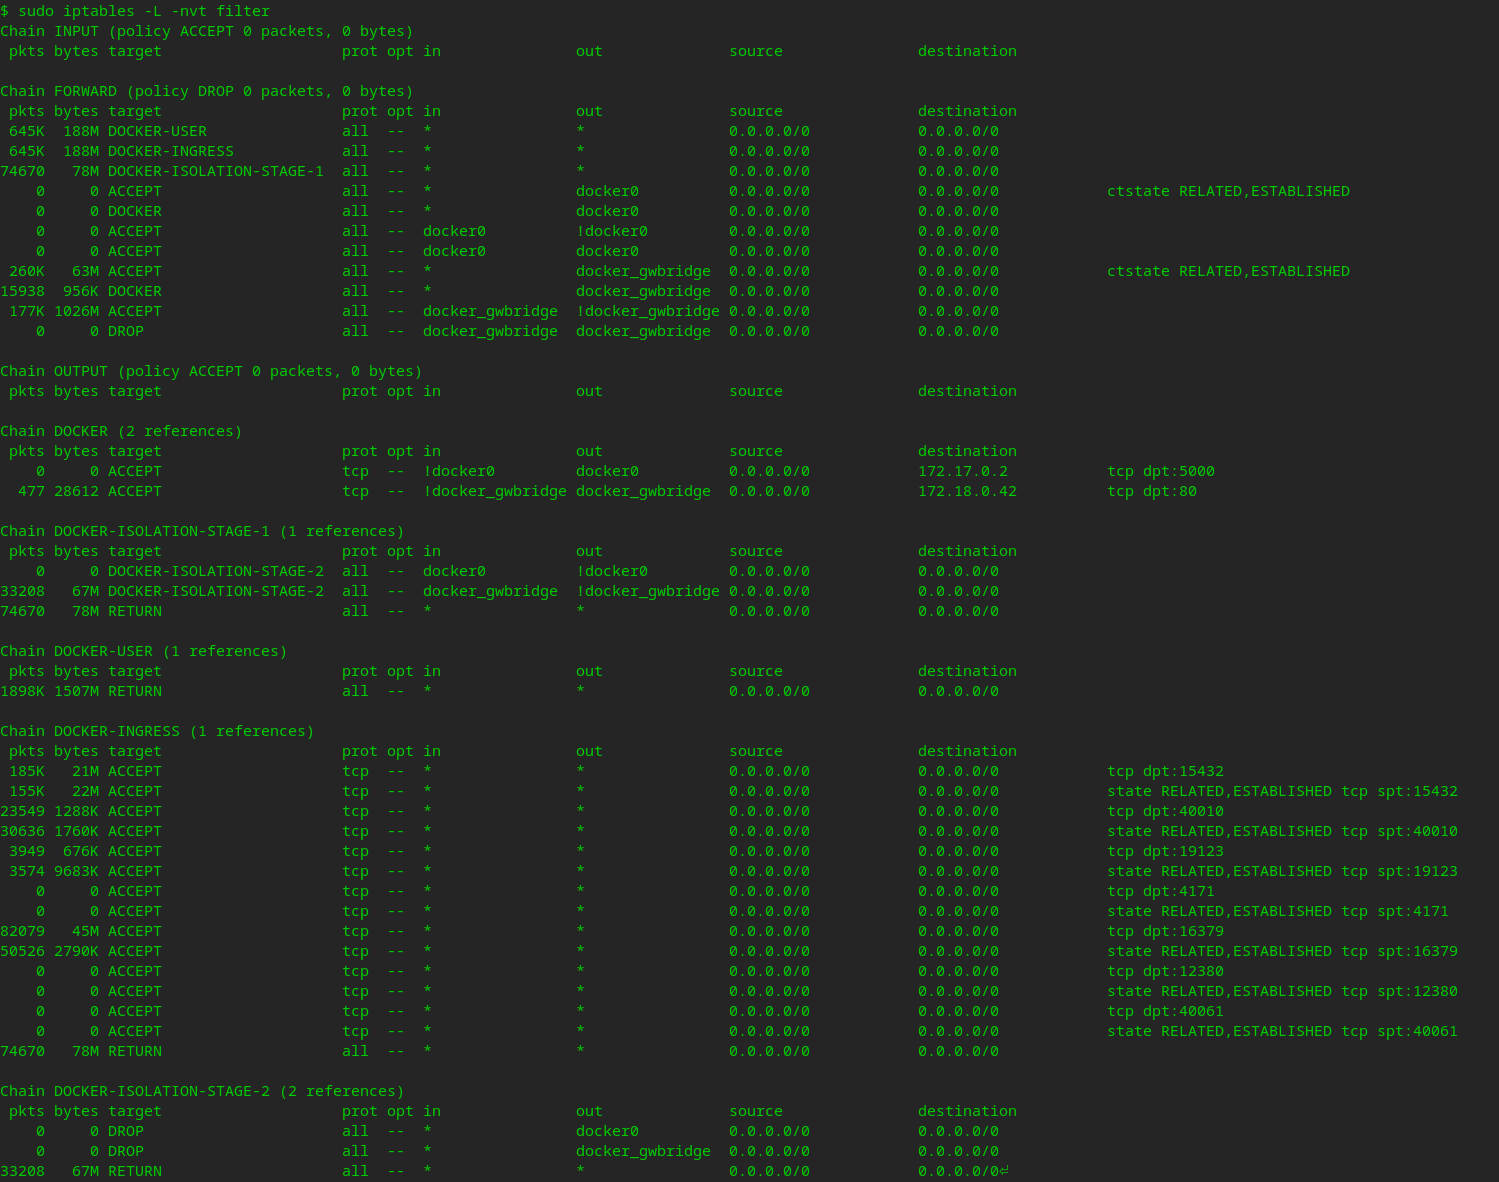 $ sudo iptables -L -nvt filter
Chain INPUT (policy ACCEPT 0 packets, 0 bytes)
 pkts bytes target                    prot opt in               out              source               destination

Chain FORWARD (policy DROP 0 packets, 0 bytes)
 pkts bytes target                    prot opt in               out              source               destination
 645K  188M DOCKER-USER               all  --  *                *                0.0.0.0/0            0.0.0.0/0
 645K  188M DOCKER-INGRESS            all  --  *                *                0.0.0.0/0            0.0.0.0/0
74670   78M DOCKER-ISOLATION-STAGE-1  all  --  *                *                0.0.0.0/0            0.0.0.0/0
    0     0 ACCEPT                    all  --  *                docker0          0.0.0.0/0            0.0.0.0/0            ctstate RELATED,ESTABLISHED
    0     0 DOCKER                    all  --  *                docker0          0.0.0.0/0            0.0.0.0/0
    0     0 ACCEPT                    all  --  docker0          !docker0         0.0.0.0/0            0.0.0.0/0
    0     0 ACCEPT                    all  --  docker0          docker0          0.0.0.0/0            0.0.0.0/0
 260K   63M ACCEPT                    all  --  *                docker_gwbridge  0.0.0.0/0            0.0.0.0/0            ctstate RELATED,ESTABLISHED
15938  956K DOCKER                    all  --  *                docker_gwbridge  0.0.0.0/0            0.0.0.0/0
 177K 1026M ACCEPT                    all  --  docker_gwbridge  !docker_gwbridge 0.0.0.0/0            0.0.0.0/0
    0     0 DROP                      all  --  docker_gwbridge  docker_gwbridge  0.0.0.0/0            0.0.0.0/0

Chain OUTPUT (policy ACCEPT 0 packets, 0 bytes)
 pkts bytes target                    prot opt in               out              source               destination

Chain DOCKER (2 references)
 pkts bytes target                    prot opt in               out              source               destination
    0     0 ACCEPT                    tcp  --  !docker0         docker0          0.0.0.0/0            172.17.0.2           tcp dpt:5000
  477 28612 ACCEPT                    tcp  --  !docker_gwbridge docker_gwbridge  0.0.0.0/0            172.18.0.42          tcp dpt:80

Chain DOCKER-ISOLATION-STAGE-1 (1 references)
 pkts bytes target                    prot opt in               out              source               destination
    0     0 DOCKER-ISOLATION-STAGE-2  all  --  docker0          !docker0         0.0.0.0/0            0.0.0.0/0
33208   67M DOCKER-ISOLATION-STAGE-2  all  --  docker_gwbridge  !docker_gwbridge 0.0.0.0/0            0.0.0.0/0
74670   78M RETURN                    all  --  *                *                0.0.0.0/0            0.0.0.0/0

Chain DOCKER-USER (1 references)
 pkts bytes target                    prot opt in               out              source               destination
1898K 1507M RETURN                    all  --  *                *                0.0.0.0/0            0.0.0.0/0

Chain DOCKER-INGRESS (1 references)
 pkts bytes target                    prot opt in               out              source               destination
 185K   21M ACCEPT                    tcp  --  *                *                0.0.0.0/0            0.0.0.0/0            tcp dpt:15432
 155K   22M ACCEPT                    tcp  --  *                *                0.0.0.0/0            0.0.0.0/0            state RELATED,ESTABLISHED tcp spt:15432
23549 1288K ACCEPT                    tcp  --  *                *                0.0.0.0/0            0.0.0.0/0            tcp dpt:40010
30636 1760K ACCEPT                    tcp  --  *                *                0.0.0.0/0            0.0.0.0/0            state RELATED,ESTABLISHED tcp spt:40010
 3949  676K ACCEPT                    tcp  --  *                *                0.0.0.0/0            0.0.0.0/0            tcp dpt:19123
 3574 9683K ACCEPT                    tcp  --  *                *                0.0.0.0/0            0.0.0.0/0            state RELATED,ESTABLISHED tcp spt:19123
    0     0 ACCEPT                    tcp  --  *                *                0.0.0.0/0            0.0.0.0/0            tcp dpt:4171
    0     0 ACCEPT                    tcp  --  *                *                0.0.0.0/0            0.0.0.0/0            state RELATED,ESTABLISHED tcp spt:4171
82079   45M ACCEPT                    tcp  --  *                *                0.0.0.0/0            0.0.0.0/0            tcp dpt:16379
50526 2790K ACCEPT                    tcp  --  *                *                0.0.0.0/0            0.0.0.0/0            state RELATED,ESTABLISHED tcp spt:16379
    0     0 ACCEPT                    tcp  --  *                *                0.0.0.0/0            0.0.0.0/0            tcp dpt:12380
    0     0 ACCEPT                    tcp  --  *                *                0.0.0.0/0            0.0.0.0/0            state RELATED,ESTABLISHED tcp spt:12380
    0     0 ACCEPT                    tcp  --  *                *                0.0.0.0/0            0.0.0.0/0            tcp dpt:40061
    0     0 ACCEPT                    tcp  --  *                *                0.0.0.0/0            0.0.0.0/0            state RELATED,ESTABLISHED tcp spt:40061
74670   78M RETURN                    all  --  *                *                0.0.0.0/0            0.0.0.0/0

Chain DOCKER-ISOLATION-STAGE-2 (2 references)
 pkts bytes target                    prot opt in               out              source               destination
    0     0 DROP                      all  --  *                docker0          0.0.0.0/0            0.0.0.0/0
    0     0 DROP                      all  --  *                docker_gwbridge  0.0.0.0/0            0.0.0.0/0
33208   67M RETURN                    all  --  *                *                0.0.0.0/0            0.0.0.0/0⏎